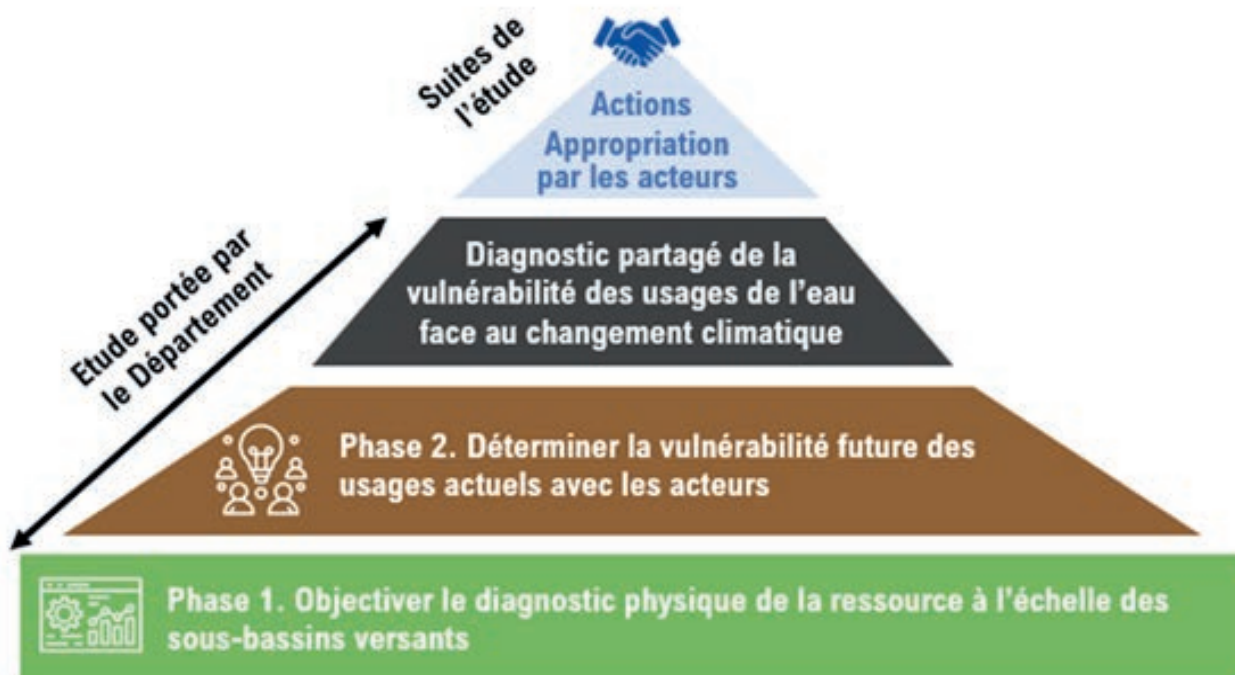 Suites de
l'étude
Actions
Appropriation
par les acteurs
Etude portée par
le Département
Diagnostic partagé de la
vulnérabilité des usages de l'eau
face au changement climatique
Phase 2. Déterminer la vulnérabilité future des
usages actuels avec les acteurs
Phase 1. Objectiver le diagnostic physique de la ressource à l'échelle des
sous-bassins versants